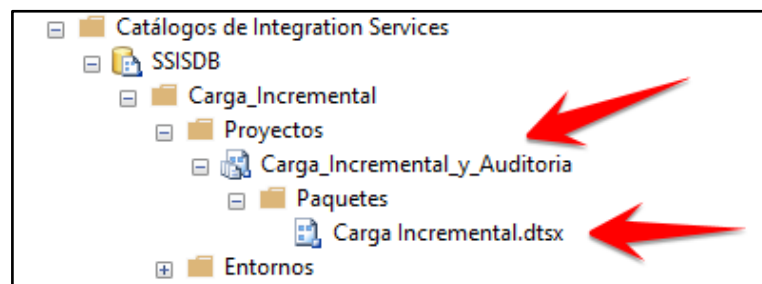 Catálogos de Integration Services
SSISDB
Carga_Incremental
Proyectos
Carga_Incremental_y_Auditoria
Paquetes
Carga Incremental.dtsx
Entornos